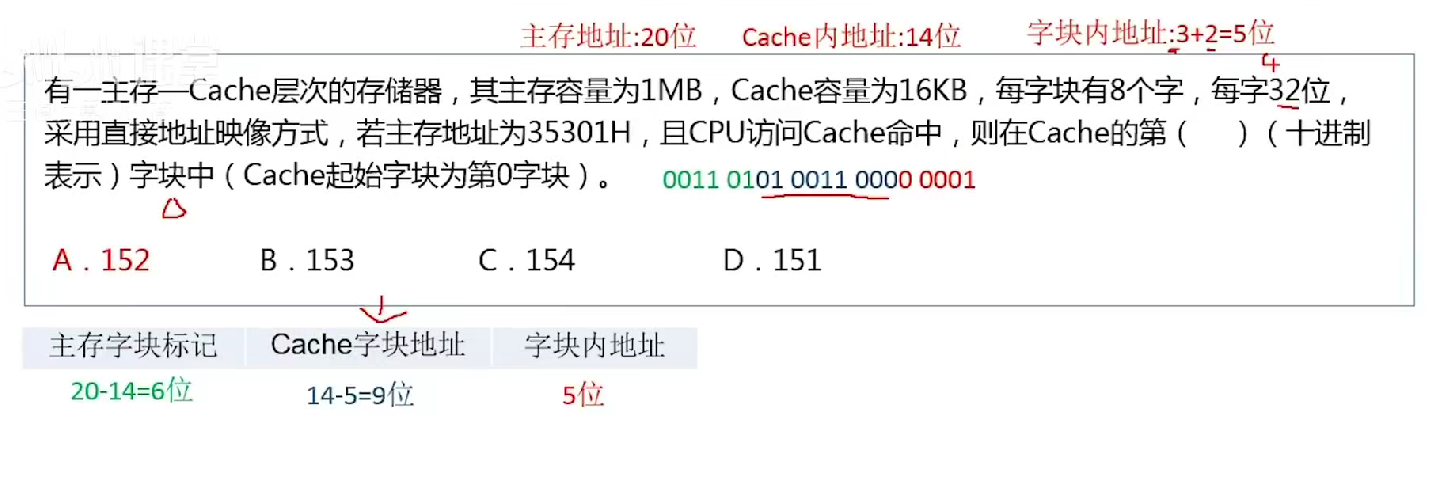 主存地址:20位 Cache内地址:14位 字块内地址:3+2=5位
4
有一主存—Cache层次的存储器，其主存容量为1MB，Cache容量为16KB，每字块有8个字，每字32位，
采用直接地址映像方式，若主存地址为35301H，且CPU访问Cache命中，则在Cache的第（ ）（十进制
表示）字块中（Cache起始字块为第0字块）。 0011 0101 0011 0000 0001
A．152 B．153 C．154 D．151
主存字块标记 Cache字块地址 字块内地址
20-14=6位 14-5=9位 5位